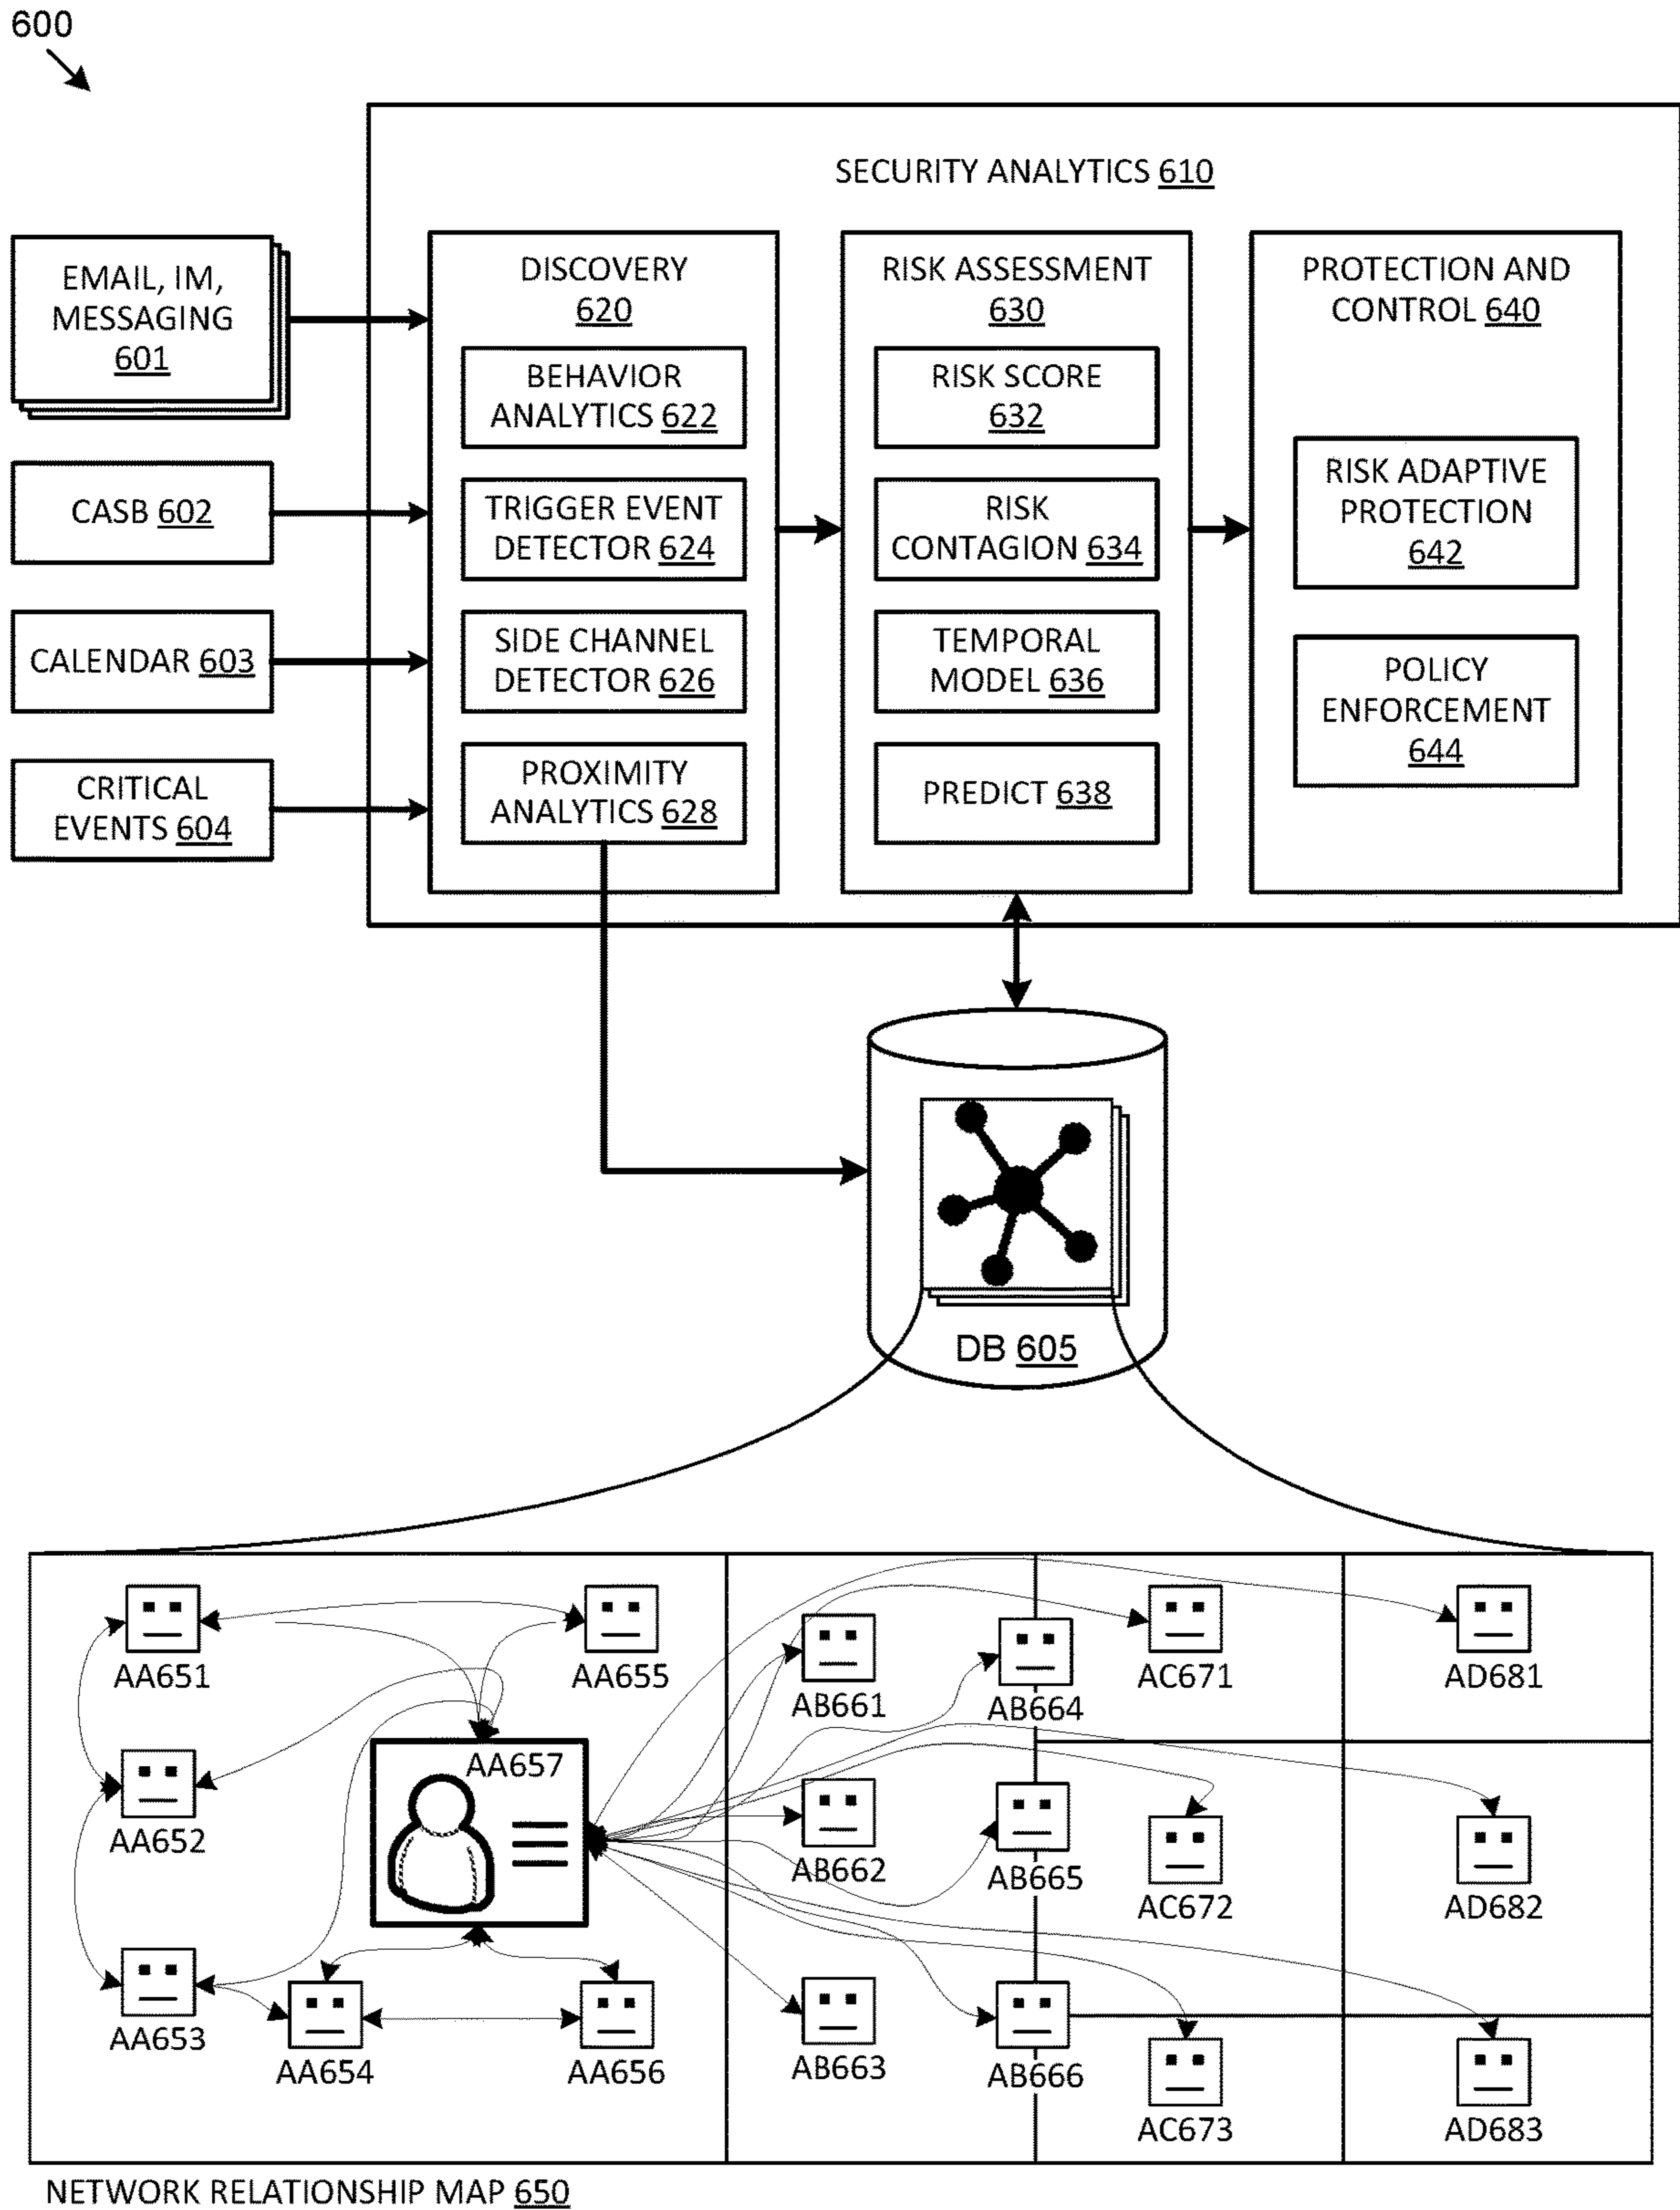 600
SECURITY ANALYTICS 610
EMAIL, IM,
MESSAGING
601
CASB 602
CALENDAR 603
CRITICAL
EVENTS 604
DISCOVERY
620
BEHAVIOR
ANALYTICS 622
TRIGGER EVENT
DETECTOR 624
SIDE CHANNEL
DETECTOR 626
PROXIMITY
ANALYTICS 628
RISK ASSESSMENT
630
RISK SCORE
632
RISK
CONTAGION 634
TEMPORAL
MODEL 636
PREDICT 638
PROTECTION AND
CONTROL 640
RISK ADAPTIVE
PROTECTION
642
POLICY
ENFORCEMENT
644
DB 605
AA651
AA655
AA657
AA652
AA653
AA654
AA656
AB661
AB664
AB662
AB665
AB663
AB666
AC671
AC672
AC673
AD681
AD682
AD683
NETWORK RELATIONSHIP MAP 650